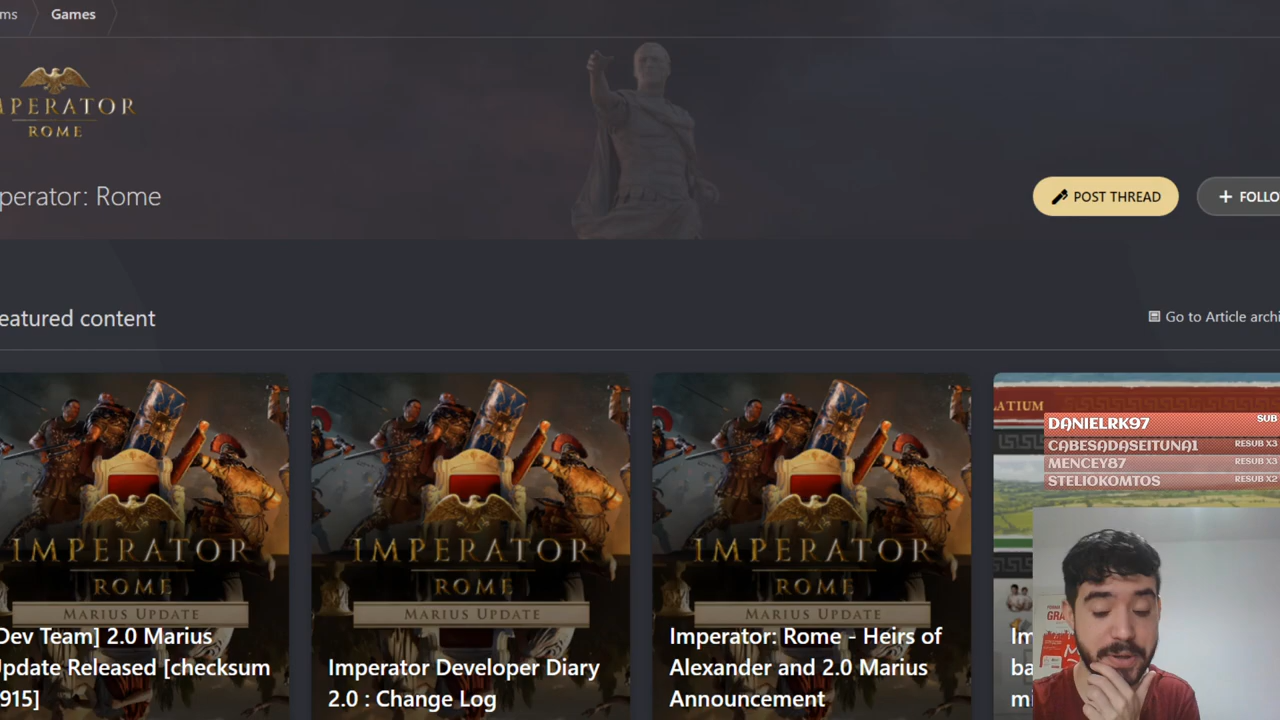 ms
Games
MPERATOR
ROME
perator: Rome
POST THREAD
+ FOLLO
eatured content
Go to Article archi
LATIUM
DANIELRK97 SUB
CABESADASEITUNA1 RESUB X3
MENCEY87 RESUB X3
STELIOKOMTOS RESUB X2
IMPERATOR
ROME
MARIUS UPDATE
Dev Team] 2.0 Marius
Update Released [checksum
915]
IMPERATOR
ROME
MARIUS UPDATE
Imperator Developer Diary
2.0 : Change Log
IMPERATOR
ROME
MARIUS UPDATE
Imperator: Rome - Heirs of
Alexander and 2.0 Marius
Announcement
Im
ba
mi